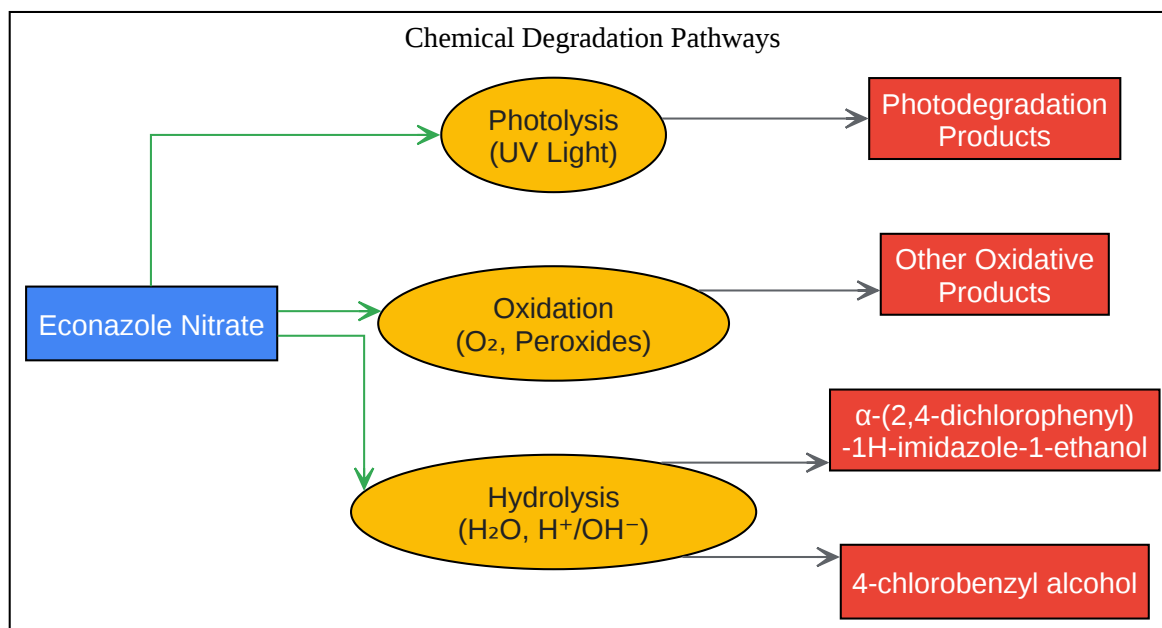 Chemical Degradation Pathways
Photolysis
(UV Light)
Photodegradation
Products
Econazole Nitrate
Oxidation
(O₂, Peroxides)
Other Oxidative
Products
Hydrolysis
(H₂O, H⁺/OH⁻)
α-(2,4-dichlorophenyl)
-1H-imidazole-1-ethanol
4-chlorobenzyl alcohol